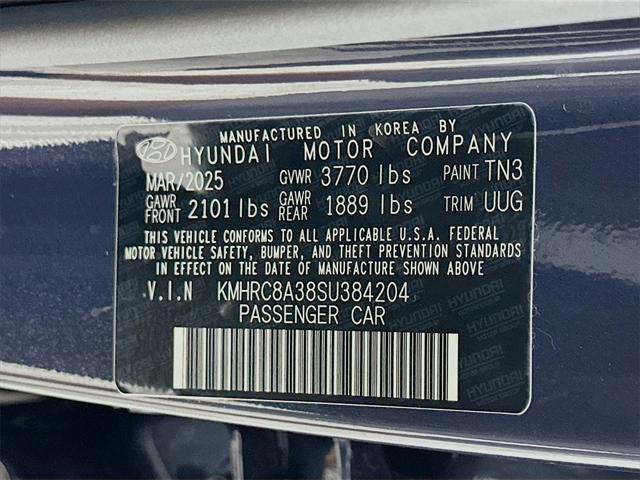 MANUFACTURED IN KOREA BY
HYUNDAI MOTOR COMPANY
MAR/2025 GVWR 3770 lbs PAINT TN3
GAWR FRONT 2101 lbs GAWR REAR 1889 lbs TRIM UUG
THIS VEHICLE CONFORMS TO ALL APPLICABLE U.S.A. FEDERAL
MOTOR VEHICLE SAFETY, BUMPER, AND THEFT PREVENTION STANDARDS
IN EFFECT ON THE DATE OF MANUFACTURE SHOWN ABOVE
V.I.N KMHRC8A38SU384204
PASSENGER CAR